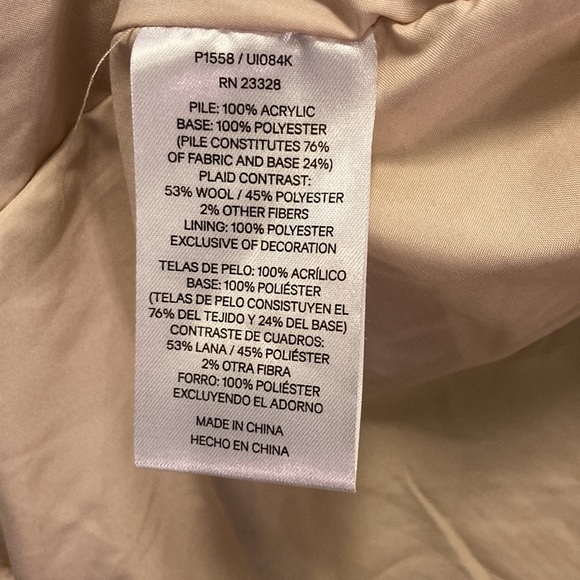 P1558 / UI084K
RN 23328
PILE: 100% ACRYLIC
BASE: 100% POLYESTER
(PILE CONSTITUTES 76%
OF FABRIC AND BASE 24%)
PLAID CONTRAST:
53% WOOL / 45% POLYESTER
2% OTHER FIBERS
LINING: 100% POLYESTER
EXCLUSIVE OF DECORATION
TELAS DE PELO: 100% ACRÍLICO
BASE: 100% POLIÉSTER
(TELAS DE PELO CONSISTUYEN EL
76% DEL TEJIDO Y 24% DEL BASE)
CONTRASTE DE CUADROS:
53% LANA / 45% POLIÉSTER
2% OTRA FIBRA
FORRO: 100% POLIÉSTER
EXCLUYENDO EL ADORNO
MADE IN CHINA
HECHO EN CHINA